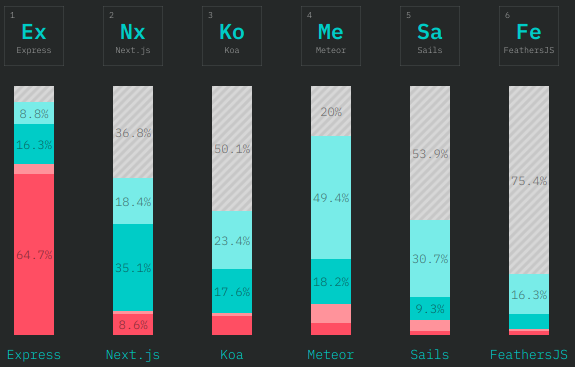 1
Ex
Express
2
Nx
Next.js
3
Ko
Koa
4
Me
Meteor
5
Sa
Sails
6
Fe
FeathersJS
8.8%
16.3%
64.7%
36.8%
18.4%
35.1%
8.6%
50.1%
23.4%
17.6%
20%
49.4%
18.2%
53.9%
30.7%
9.3%
75.4%
16.3%
Express
Next.js
Koa
Meteor
Sails
FeathersJS